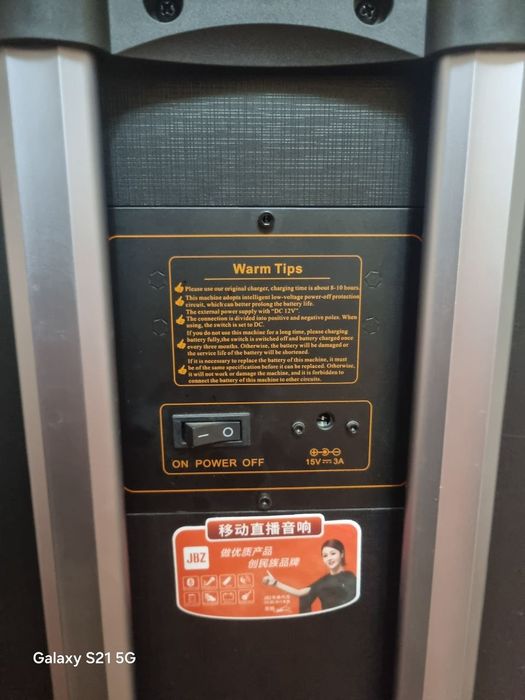 Warm Tips
Please use our original charger, charging time is about 8-10 hours.
This machine adopts intelligent low-voltage power-off protection
circuit, which can better prolong the battery life.
The external power supply with "DC 12V".
The connection is divided into positive and negative poles. When
using, the switch is set to DC.
If you do not use this machine for a long time, please charging
battery fully,the switch is switched off and battery charged once
every three months. Otherwise, the battery will be damaged or
the service life of the battery will be shortened.
If it is necessary to replace the battery of this machine, it must
be of the same specification before it can be replaced. Otherwise,
it will not work or damage the machine, and it is forbidden to
connect the battery of this machine to other circuits.
ON POWER OFF
15V 3A
移动直播音响
JBZ
做优质产品
创民族品牌
Galaxy S21 5G